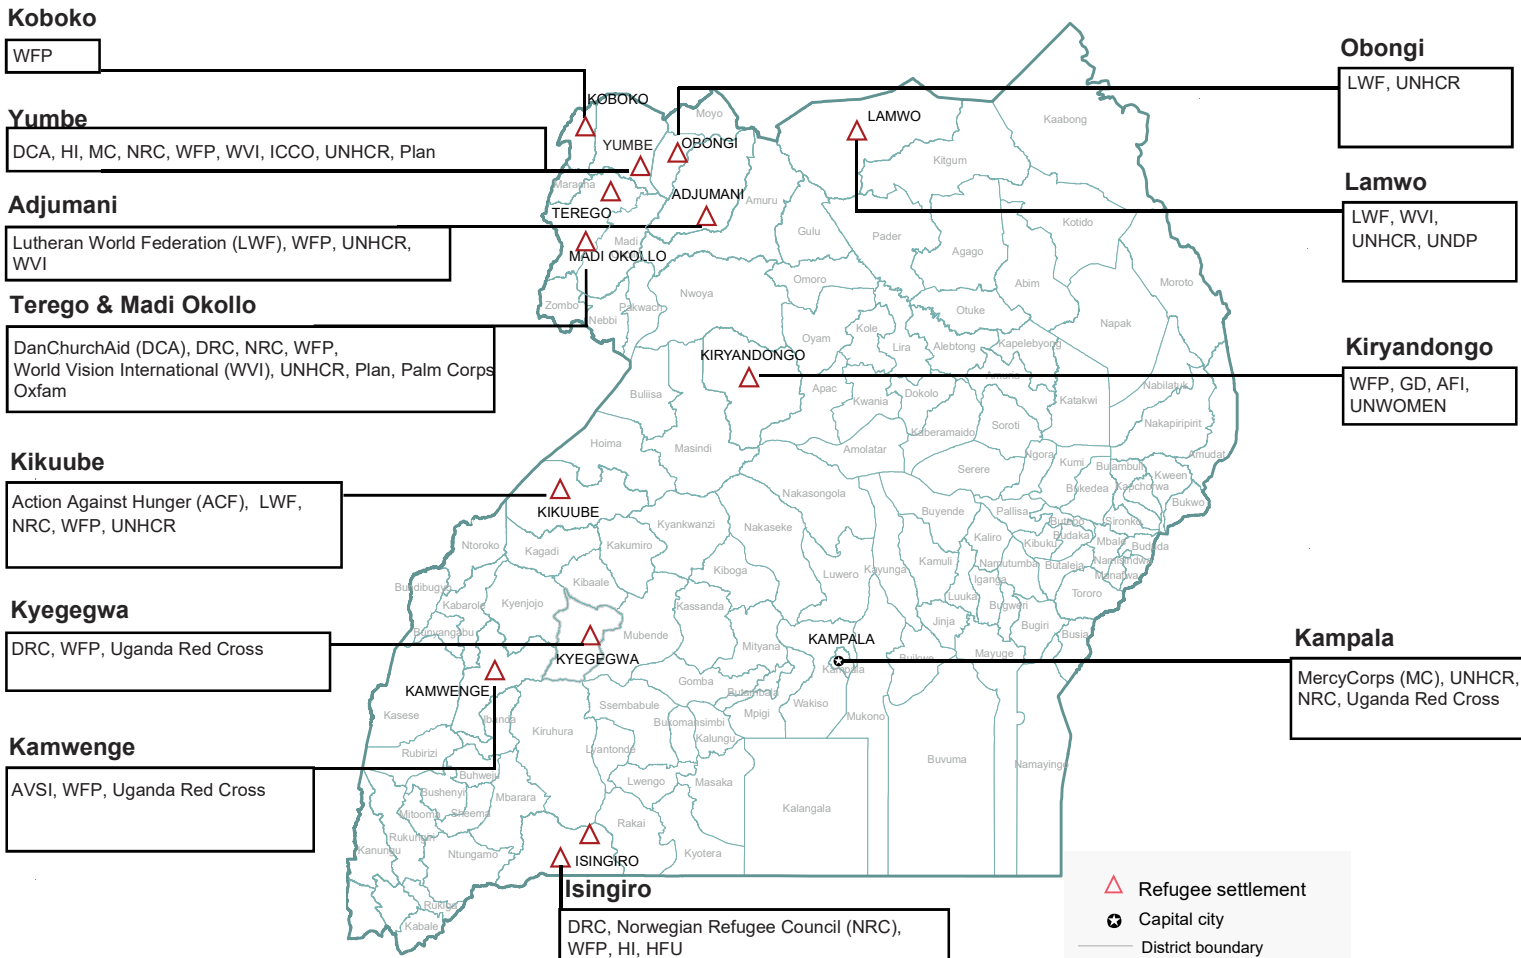 Koboko
WFP
Yumbe
DCA, HI, MC, NRC, WFP, WVI, ICCO, UNHCR, Plan
Adjumani
Lutheran World Federation (LWF), WFP, UNHCR,
WVI
Terego & Madi Okollo
DanChurchAid (DCA), DRC, NRC, WFP,
World Vision International (WVI), UNHCR, Plan, Palm Corps
Oxfam
Kikuube
Action Against Hunger (ACF), LWF,
NRC, WFP, UNHCR
Kyegegwa
DRC, WFP, Uganda Red Cross
Kamwenge
AVSI, WFP, Uganda Red Cross
Isingiro
DRC, Norwegian Refugee Council (NRC),
WFP, HI, HFU
Obongi
LWF, UNHCR
Lamwo
LWF, WVI,
UNHCR, UNDP
Kiryandongo
WFP, GD, AFI,
UNWOMEN
Kampala
MercyCorps (MC), UNHCR,
NRC, Uganda Red Cross
KOBOKO
Moyo
LAMWO
Kaabong
YUMBE
OBONGI
Kitgum
Maracha
ADJUMANI
Amuru
TEREGO
Kotido
Gulu
Pader
Madi
MADI OKOLLO
Agago
Omoro
Abim
Moroto
Nwoya
Zombo
Pakwach
Nebbi
Otuke
Napak
Kole
Oyam
Lira
Alebtong
Kapelebyong
KIRYANDONGO
Amuria
Nabilatuk
Apac
Dokolo
Buliisa
Kwania
Katakwi
Nakapiripirit
Soroti
Kaberamaido
Hoima
Masindi
Amolatar
Ngora
Kumi
Bulambuli
Amudat
Serere
Kween
Bukedea
Kapchorwa
Nakasongola
Bukwo
KIKUUBE
Buyende
Pallisa
Kyankwanzi
Nakaseke
Butebo
Sironko
Budaka
Ntoroko
Kagadi
Kakumiro
Kaliro
Kibuku
Mbale
Bududa
Kamuli
Namutumba
Butaleja
Namisindwa
Kiboga
Luwero
Kayunga
Iganga
Manafwa
Bundibugyo
Kibaale
Kabarole
Kyenjojo
Kassanda
Luuka
Bugweri
Tororo
Bunyangabu
Jinja
Bugiri
Mubende
Busia
Mityana
KAMPALA
Kampala
Buikwe
Mayuge
KYEGEGWA
KAMWENGE
Gomba
Butambala
Wakiso
Mukono
Kasese
Ibanda
Ssembabule
Bukomansimbi
Mpigi
Kiruhura
Kalungu
Rubirizi
Lyantonde
Buvuma
Namayingo
Buhweju
Lwengo
Masaka
Bushenyi
Mbarara
Kalangala
Mitooma
Sheema
Rakai
Rukungiri
Kanungu
Ntungamo
Kyotera
ISINGIRO
Rukiga
Kabale
Refugee settlement
Capital city
District boundary